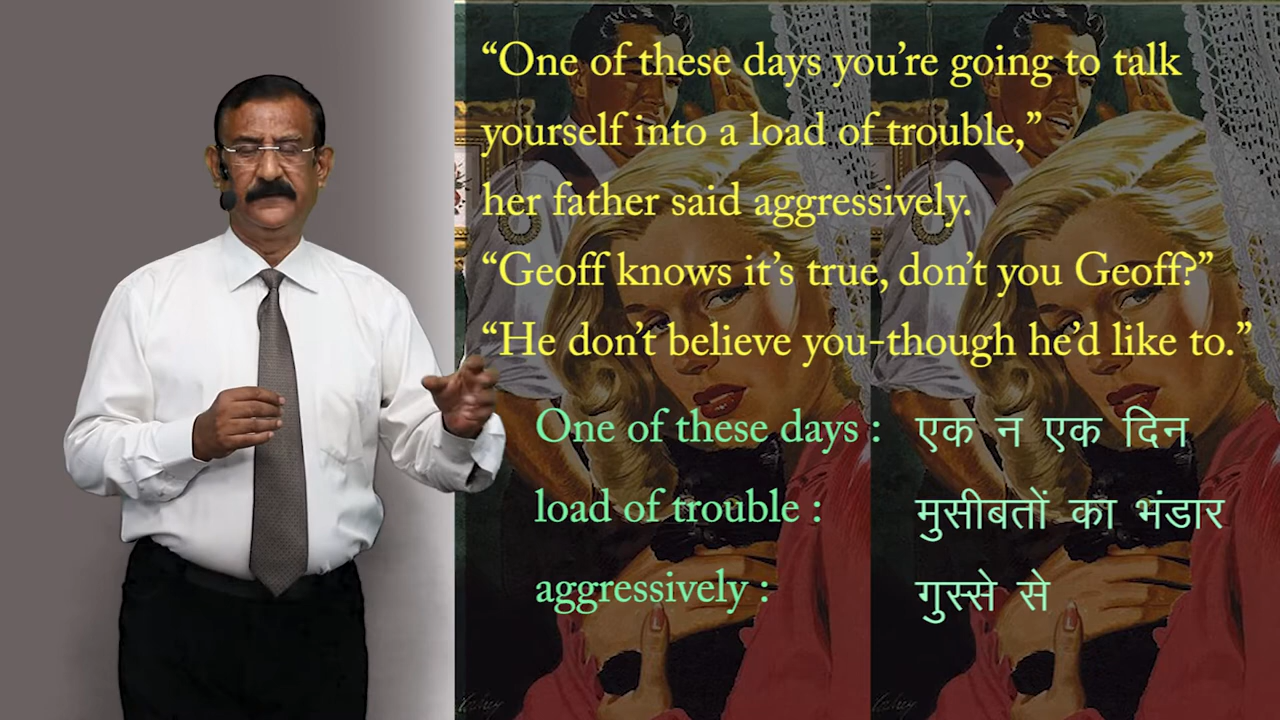 “One of these days you’re going to talk
yourself into a load of trouble,”
her father said aggressively.
“Geoff knows it’s true, don’t you Geoff?”
“He don’t believe you-though he’d like to.”
One of these days : एक न एक दिन
load of trouble : मुसीबतों का भंडार
aggressively : गुस्से से